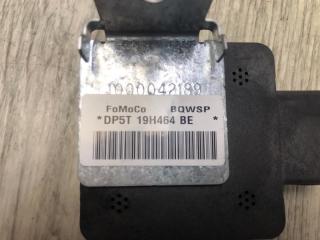 0000042189
FoMoCo BQWSP
*DP5T 19H464 BE *